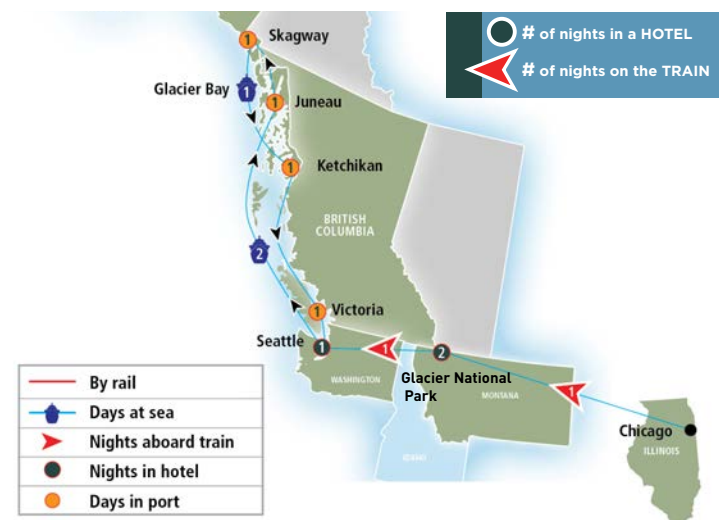 # of nights in a HOTEL
# of nights on the TRAIN
1
Skagway
Glacier Bay
1
1
Juneau
1
Ketchikan
BRITISH
COLUMBIA
2
1
Victoria
Seattle
1
1
2
WASHINGTON
Glacier National
Park
MONTANA
1
IDAHO
Chicago
ILLINOIS
By rail
Days at sea
Nights aboard train
Nights in hotel
Days in port